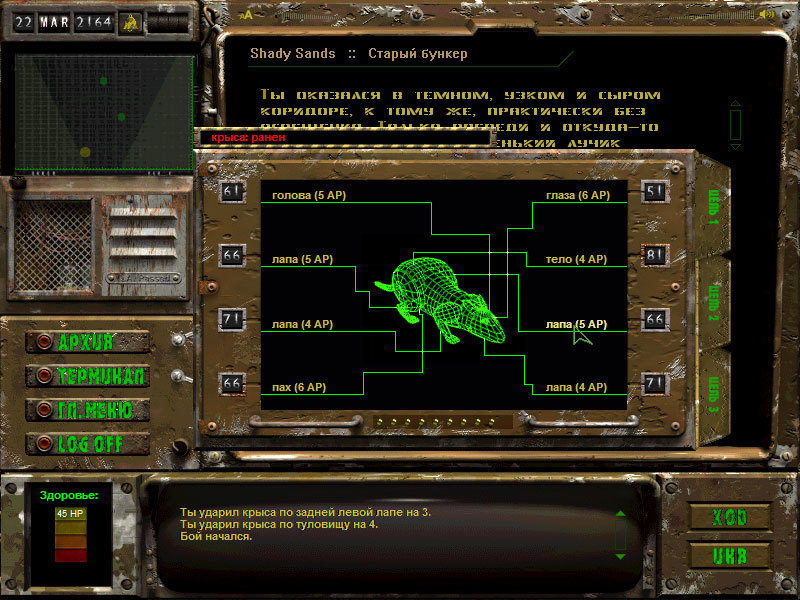 22 MAR 2164
Shady Sands :: Старый бункер
Ты оказался в темном, узком и сыром
коридоре, к тому же, практически без
и откуда-то
лучик
крыса: ранен
61 голова (5 AP)
глаза (6 AP) 51
66 лапа (5 AP)
тело (4 AP) 81
71 лапа (4 AP)
лапа (5 AP) 66
66 пах (6 AP)
лапа (4 AP) 71
ЦЕЛЬ 1
ЦЕЛЬ 2
ЦЕЛЬ 3
АРХИВ
ТЕРМИНАЛ
ГЛ. МЕНЮ
LOG OFF
Здоровье:
45 HP
Ты ударил крыса по задней левой лапе на 3.
Ты ударил крыса по туловищу на 4.
Бой начался.
ХОД